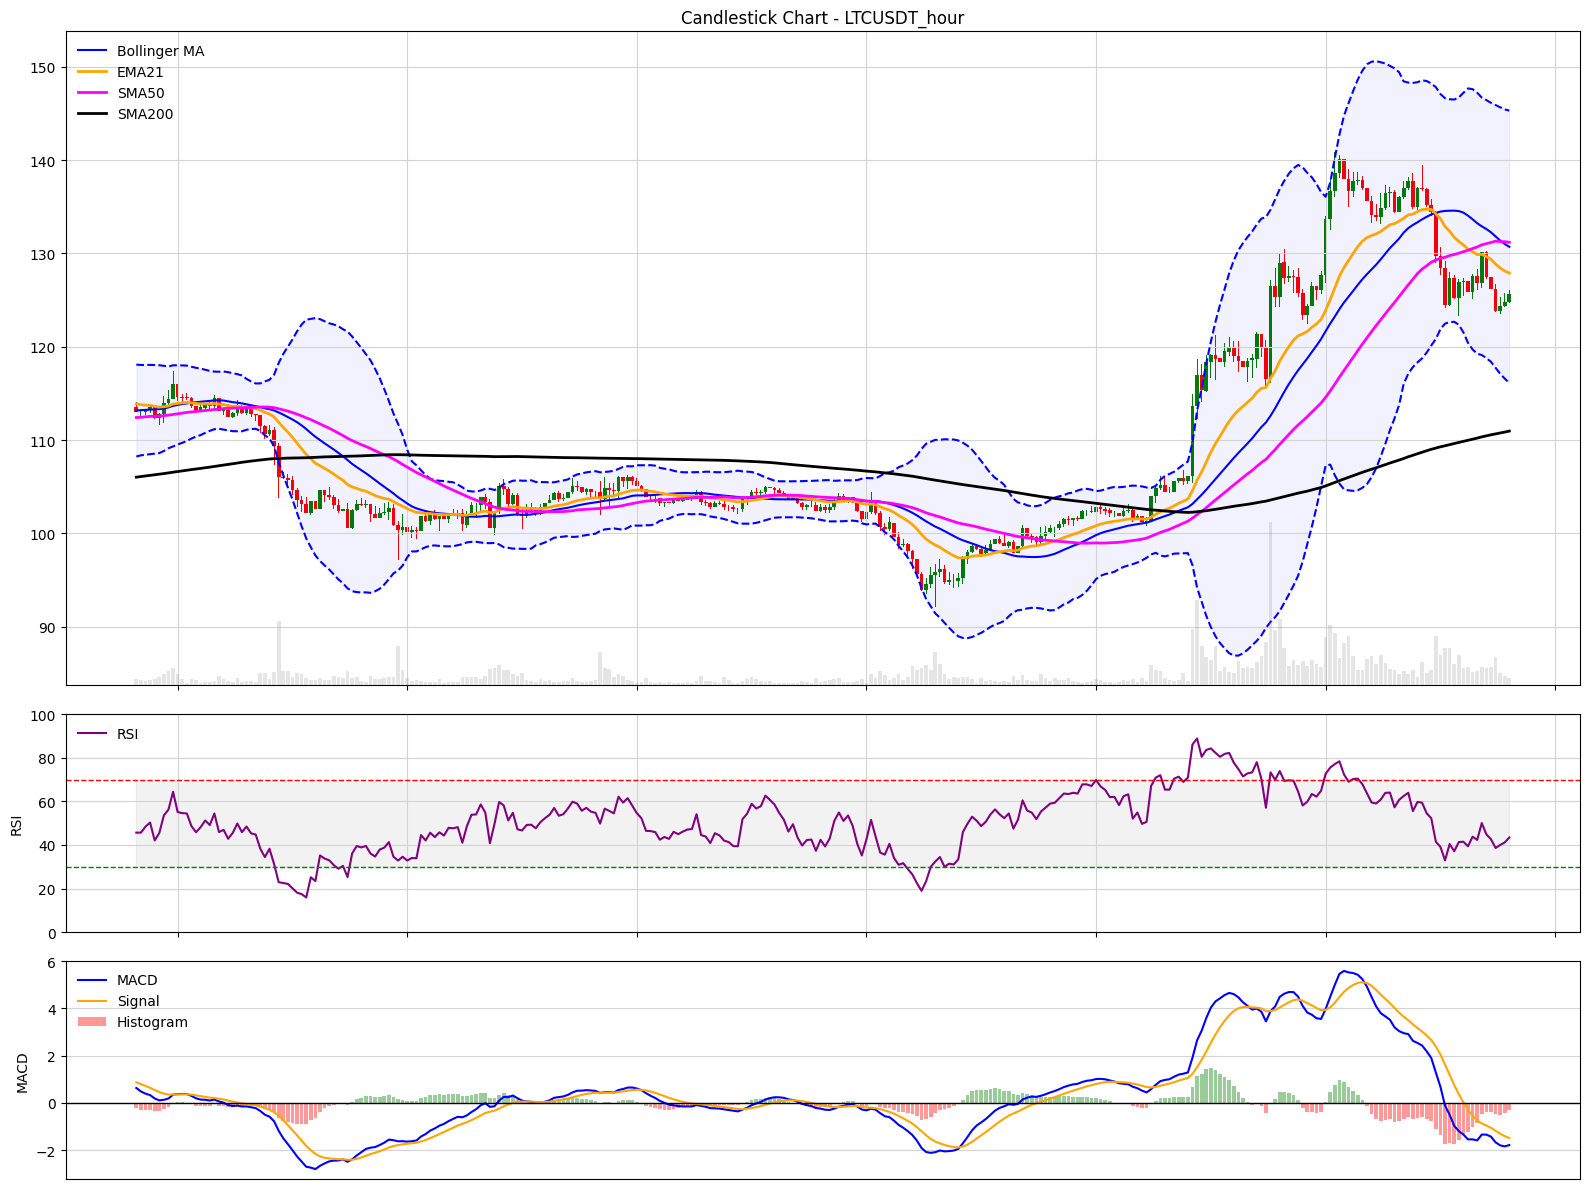 Candlestick Chart - LTCUSDT_hour
Bollinger MA
EMA21
SMA50
SMA200
150
140
130
120
110
100
90
RSI
100
80
60
40
20
0
RSI
MACD
Signal
Histogram
6
4
2
0
−2
MACD